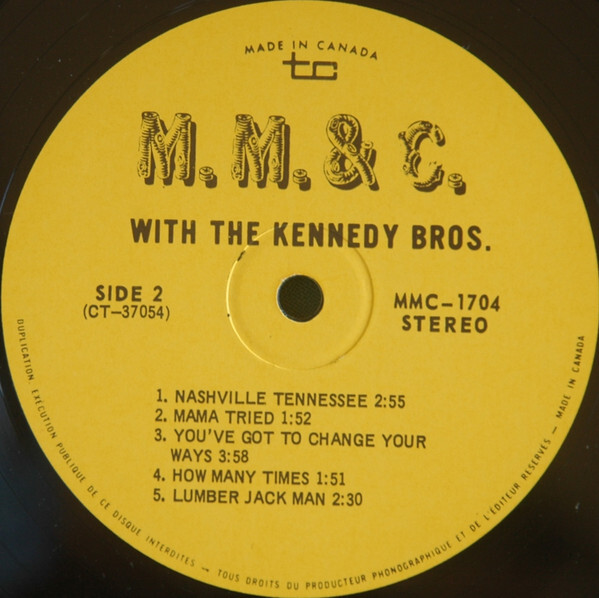 MADE IN CANADA
tc
M. M. & C.
WITH THE KENNEDY BROS.
SIDE 2
(CT-37054)
MMC-1704
STEREO
1. NASHVILLE TENNESSEE 2:55
2. MAMA TRIED 1:52
3. YOU'VE GOT TO CHANGE YOUR
WAYS 3:58
4. HOW MANY TIMES 1:51
5. LUMBER JACK MAN 2:30
DUPLICATION, EXÉCUTION PUBLIQUE DE CE DISQUE INTERDITES — TOUS DROITS DU PRODUCTEUR PHONOGRAPHIQUE ET DE L'ÉDITEUR RESERVÉS — MADE IN CANADA